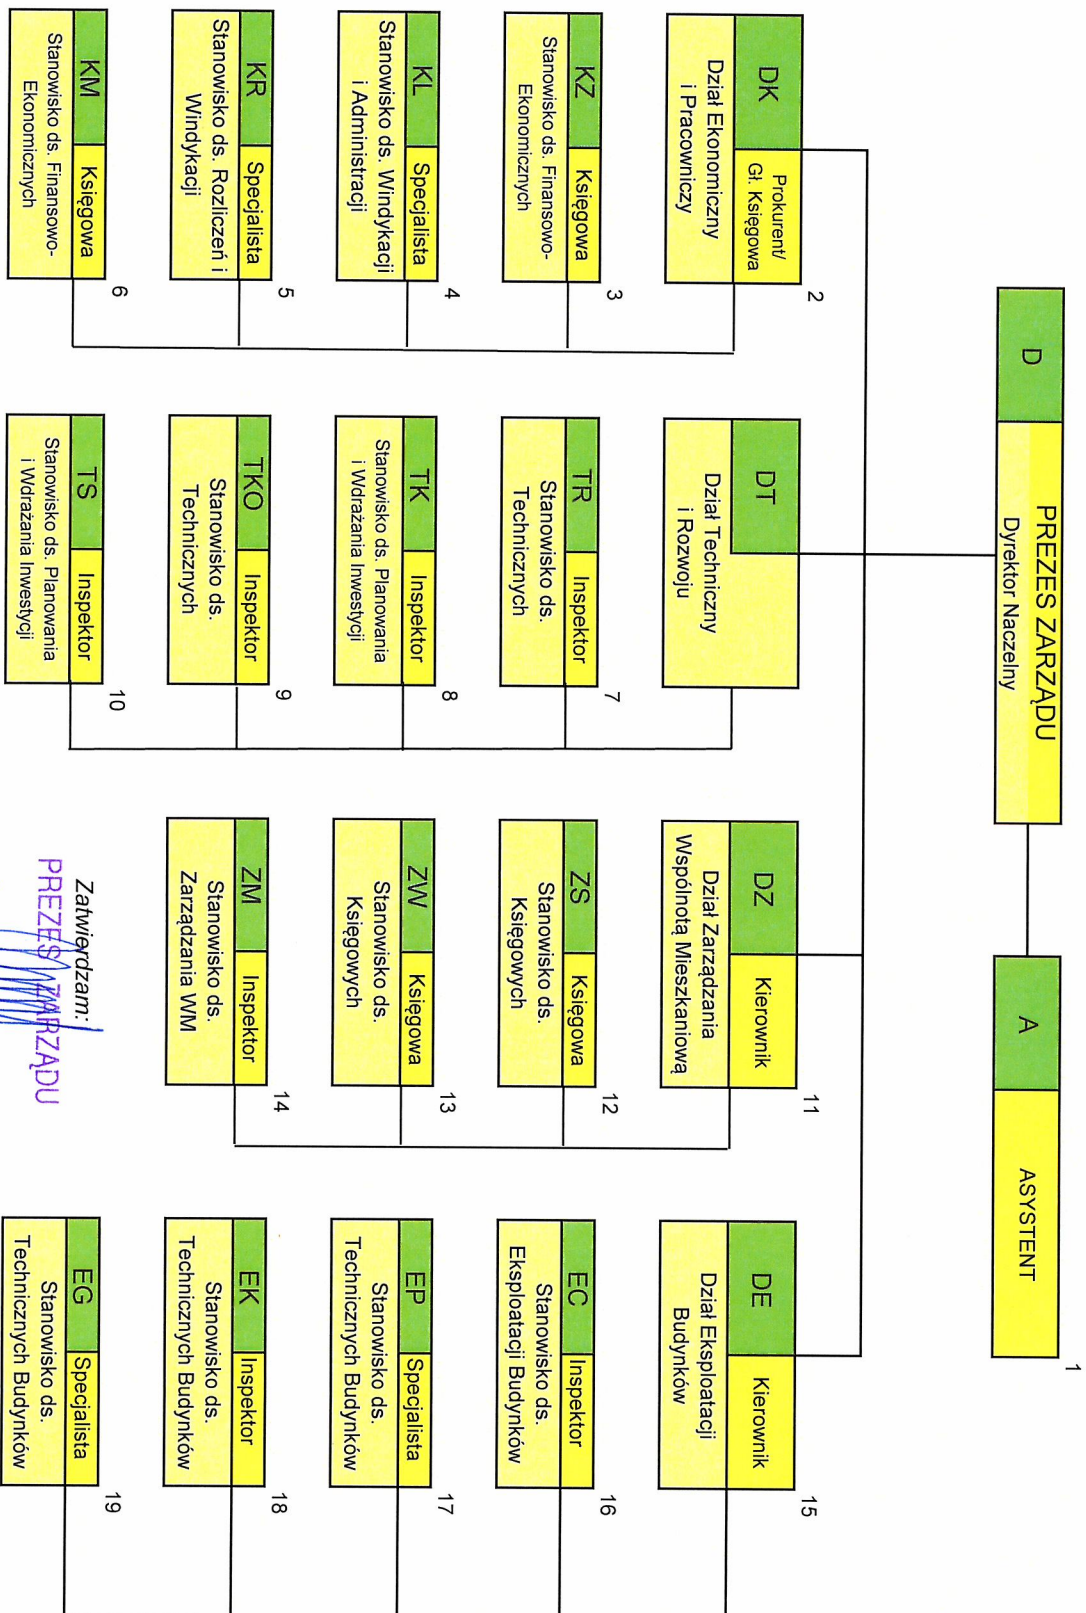 D
PREZES ZARZĄDU
Dyrektor Naczelny
A
ASYSTENT
1
DK
Prokurent/
Gł. Księgowa
Dział Ekonomiczny
i Pracowniczy
2
KZ
Księgowa
Stanowisko ds. Finansowo-
Ekonomicznych
3
KL
Specjalista
Stanowisko ds. Windykacji
i Administracji
4
KR
Specjalista
Stanowisko ds. Rozliczeń i
Windykacji
5
KM
Księgowa
Stanowisko ds. Finansowo-
Ekonomicznych
6
DT
Dział Techniczny
i Rozwoju
TR
Inspektor
Stanowisko ds.
Technicznych
7
TK
Inspektor
Stanowisko ds. Planowania
i Wdrażania Inwestycji
8
TKO
Inspektor
Stanowisko ds.
Technicznych
9
TS
Inspektor
Stanowisko ds. Planowania
i Wdrażania Inwestycji
10
DZ
Kierownik
Dział Zarządzania
Wspólnotą Mieszkaniową
11
ZS
Księgowa
Stanowisko ds.
Księgowych
12
ZW
Księgowa
Stanowisko ds.
Księgowych
13
ZM
Inspektor
Stanowisko ds.
Zarządzania WM
14
DE
Kierownik
Dział Eksploatacji
Budynków
15
EC
Inspektor
Stanowisko ds.
Eksploatacji Budynków
16
EP
Specjalista
Stanowisko ds.
Technicznych Budynków
17
EK
Inspektor
Stanowisko ds.
Technicznych Budynków
18
EG
Specjalista
Stanowisko ds.
Technicznych Budynków
19
Zatwierdzam:
PREZES ZARZĄDU